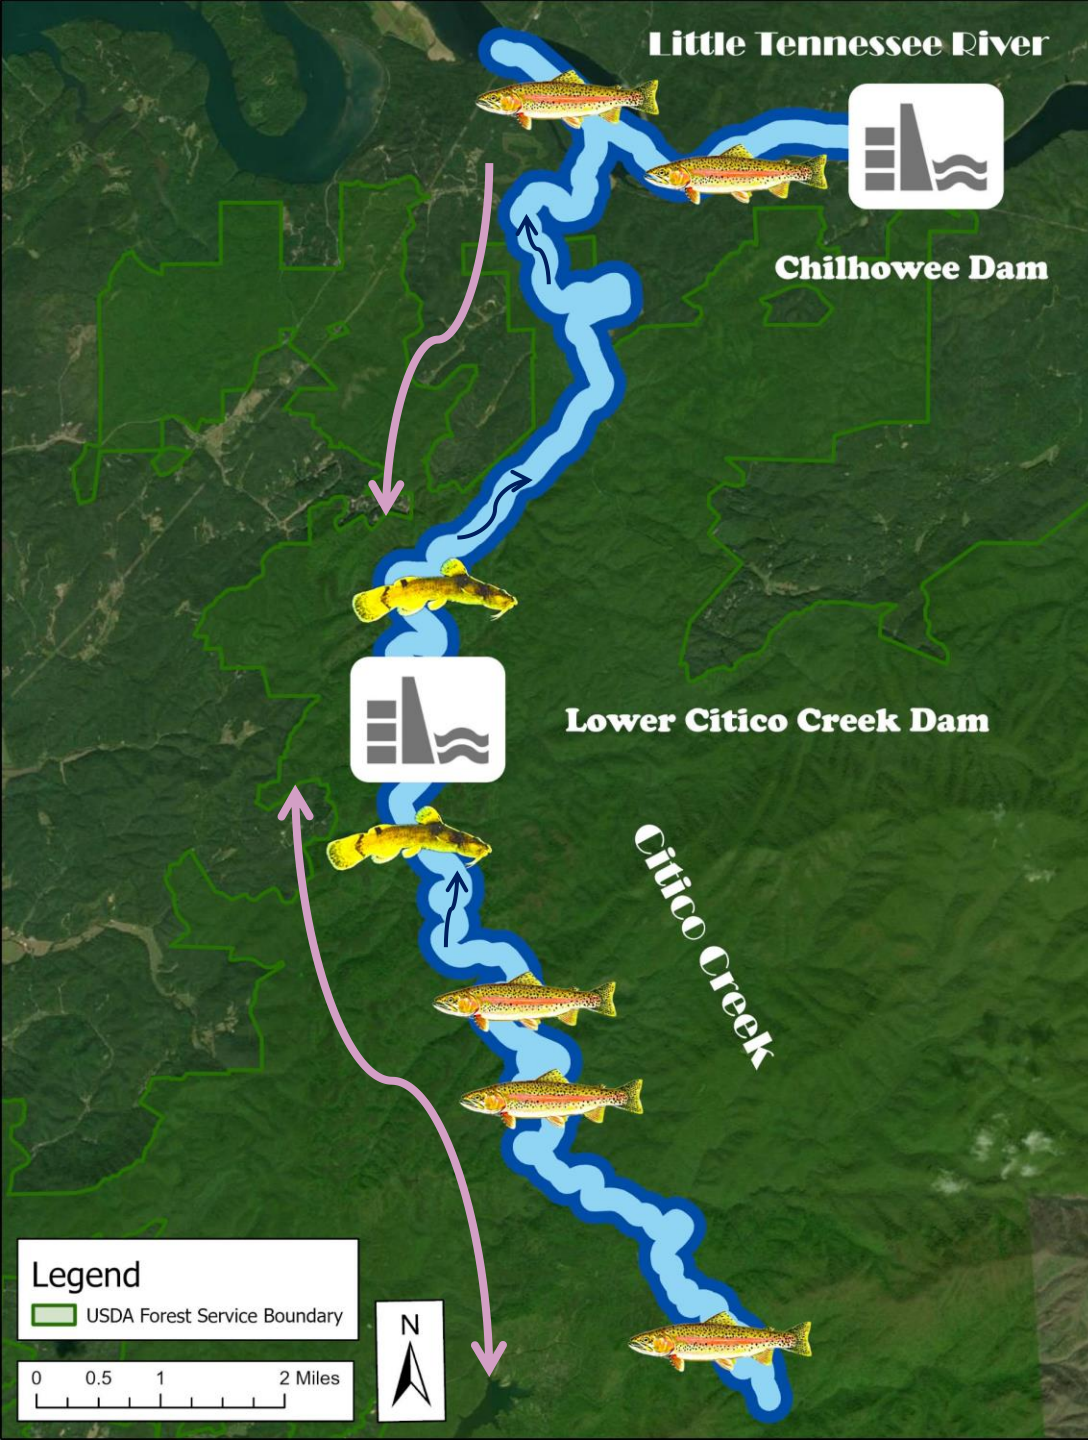 Little Tennessee River
Chilhowee Dam
Lower Citico Creek Dam
Citico Creek
Legend
USDA Forest Service Boundary
N
0 0.5 1 2 Miles